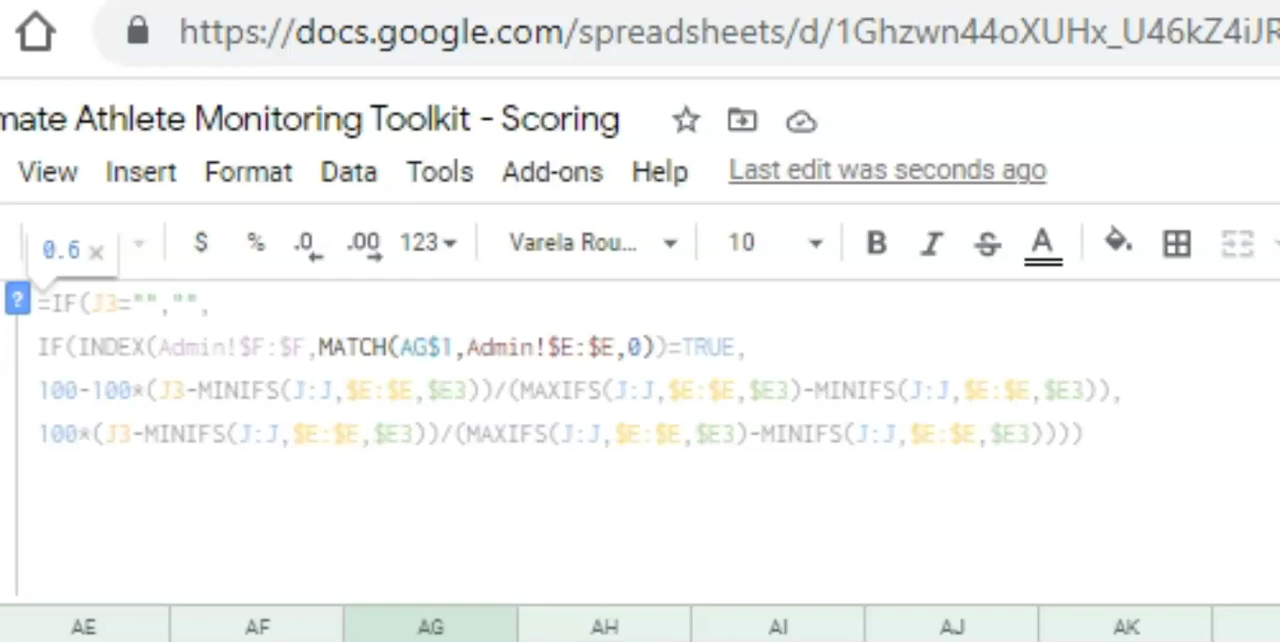 https://docs.google.com/spreadsheets/d/1Ghzwn44oXUHx_U46kZ4iJR
mate Athlete Monitoring Toolkit - Scoring
View Insert Format Data Tools Add-ons Help Last edit was seconds ago
0.6 × $ % .0 .00 123 Varela Rou... 10 B I S A
? =IF(J3="","",
IF(INDEX(Admin!$F:$F,MATCH(AG$1,Admin!$E:$E,0))=TRUE,
100-100*(J3-MINIFS(J:J,$E:$E,$E3))/(MAXIFS(J:J,$E:$E,$E3)-MINIFS(J:J,$E:$E,$E3)),
100*(J3-MINIFS(J:J,$E:$E,$E3))/(MAXIFS(J:J,$E:$E,$E3)-MINIFS(J:J,$E:$E,$E3))))
AE AF AG AH AI AJ AK